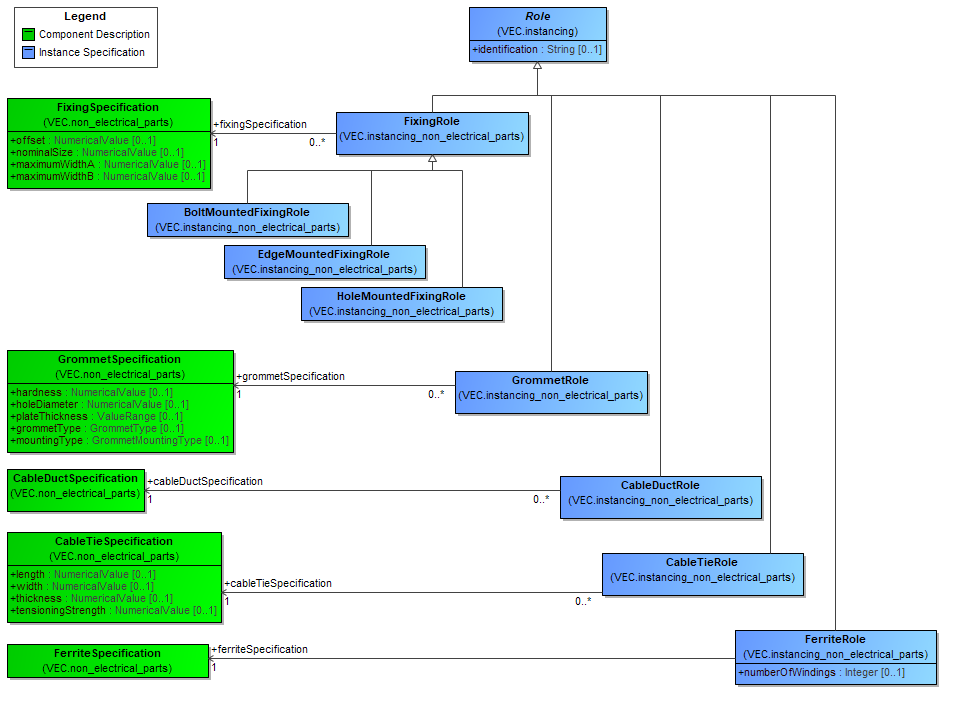 Legend
Component Description
Instance Specification
Role
(VEC.instancing)
+identification : String [0..1]
FixingSpecification
(VEC.non_electrical_parts)
+offset : NumericalValue [0..1]
+nominalSize : NumericalValue [0..1]
+maximumWidthA : NumericalValue [0..1]
+maximumWidthB : NumericalValue [0..1]
+fixingSpecification
1
0..*
FixingRole
(VEC.instancing_non_electrical_parts)
BoltMountedFixingRole
(VEC.instancing_non_electrical_parts)
EdgeMountedFixingRole
(VEC.instancing_non_electrical_parts)
HoleMountedFixingRole
(VEC.instancing_non_electrical_parts)
GrommetSpecification
(VEC.non_electrical_parts)
+hardness : NumericalValue [0..1]
+holeDiameter : NumericalValue [0..1]
+plateThickness : ValueRange [0..1]
+grommetType : GrommetType [0..1]
+mountingType : GrommetMountingType [0..1]
+grommetSpecification
1
0..*
GrommetRole
(VEC.instancing_non_electrical_parts)
CableDuctSpecification
(VEC.non_electrical_parts)
+cableDuctSpecification
1
0..*
CableDuctRole
(VEC.instancing_non_electrical_parts)
CableTieSpecification
(VEC.non_electrical_parts)
+length : NumericalValue [0..1]
+width : NumericalValue [0..1]
+thickness : NumericalValue [0..1]
+tensioningStrength : NumericalValue [0..1]
+cableTieSpecification
1
0..*
CableTieRole
(VEC.instancing_non_electrical_parts)
FerriteSpecification
(VEC.non_electrical_parts)
+ferriteSpecification
1
FerriteRole
(VEC.instancing_non_electrical_parts)
+numberOfWindings : Integer [0..1]